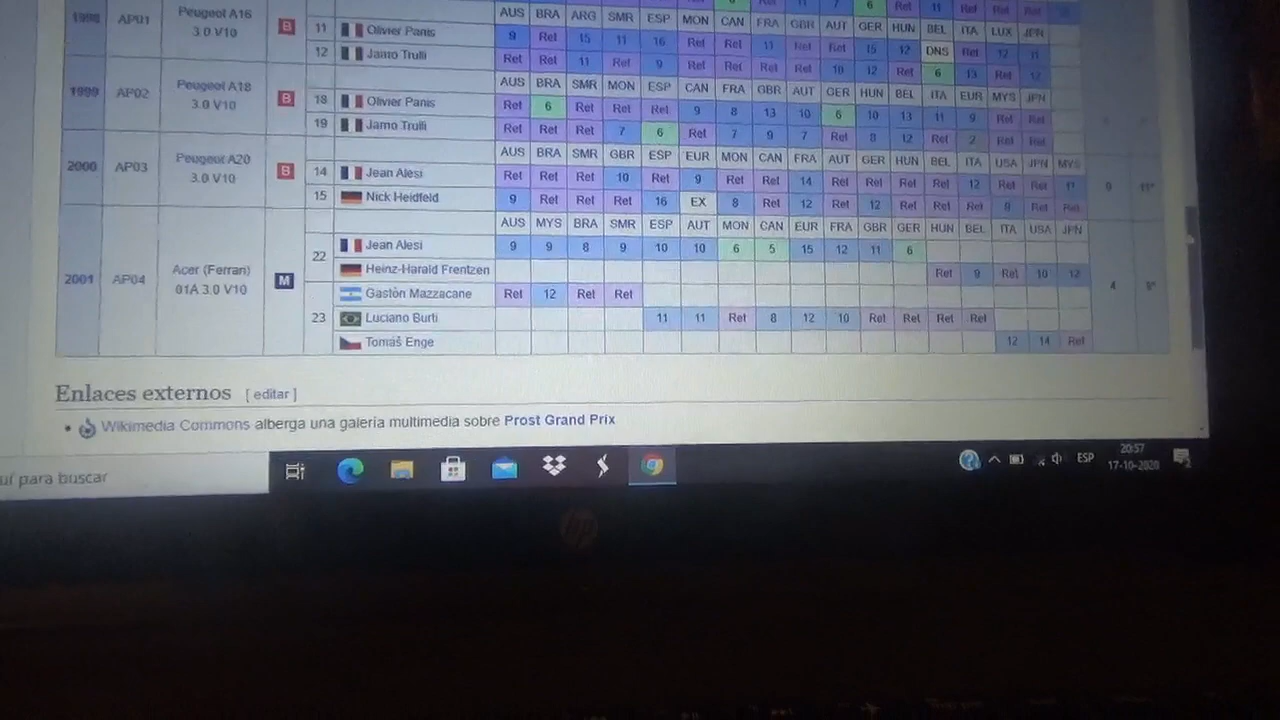 1998 AP01 Peugeot A16 3.0 V10 B
AUS BRA ARG SMR ESP MON CAN FRA GBR AUT GER HUN BEL ITA LUX JPN
11 Olivier Panis 9 Ret 15 11 16 Ret Ret 11 Ret Ret 15 12 DNS Ret 12 11
12 Jarno Trulli Ret Ret 11 Ret 9 Ret Ret Ret Ret 10 12 Ret 6 13 Ret 12
1999 AP02 Peugeot A18 3.0 V10 B
AUS BRA SMR MON ESP CAN FRA GBR AUT GER HUN BEL ITA EUR MYS JPN
18 Olivier Panis Ret 6 Ret Ret Ret 9 8 13 10 6 10 13 11 9 Ret Ret
19 Jarno Trulli Ret Ret Ret 7 6 Ret 7 9 7 Ret 8 12 Ret 2 Ret Ret
2000 AP03 Peugeot A20 3.0 V10 B
AUS BRA SMR GBR ESP EUR MON CAN FRA AUT GER HUN BEL ITA USA JPN MYS
14 Jean Alesi Ret Ret Ret 10 Ret 9 Ret Ret 14 Ret Ret Ret Ret 12 Ret Ret 11
15 Nick Heidfeld 9 Ret Ret Ret 16 EX 8 Ret 12 Ret 12 Ret Ret Ret 9 Ret Ret
0
2001 AP04 Acer (Ferrari) 01A 3.0 V10 M
AUS MYS BRA SMR ESP AUT MON CAN EUR FRA GBR GER HUN BEL ITA USA JPN
22 Jean Alesi 9 9 8 9 10 10 6 5 15 12 11 6
Heinz-Harald Frentzen Ret 9 Ret 10 12
23 Gastón Mazzacane Ret 12 Ret Ret
Luciano Burti 11 11 Ret 8 12 10 Ret Ret Ret Ret
Tomáš Enge 12 14 Ret
4 9°
Enlaces externos [ editar ]
• Wikimedia Commons alberga una galería multimedia sobre Prost Grand Prix
uí para buscar
ESP
20:57
17-10-2020
hp